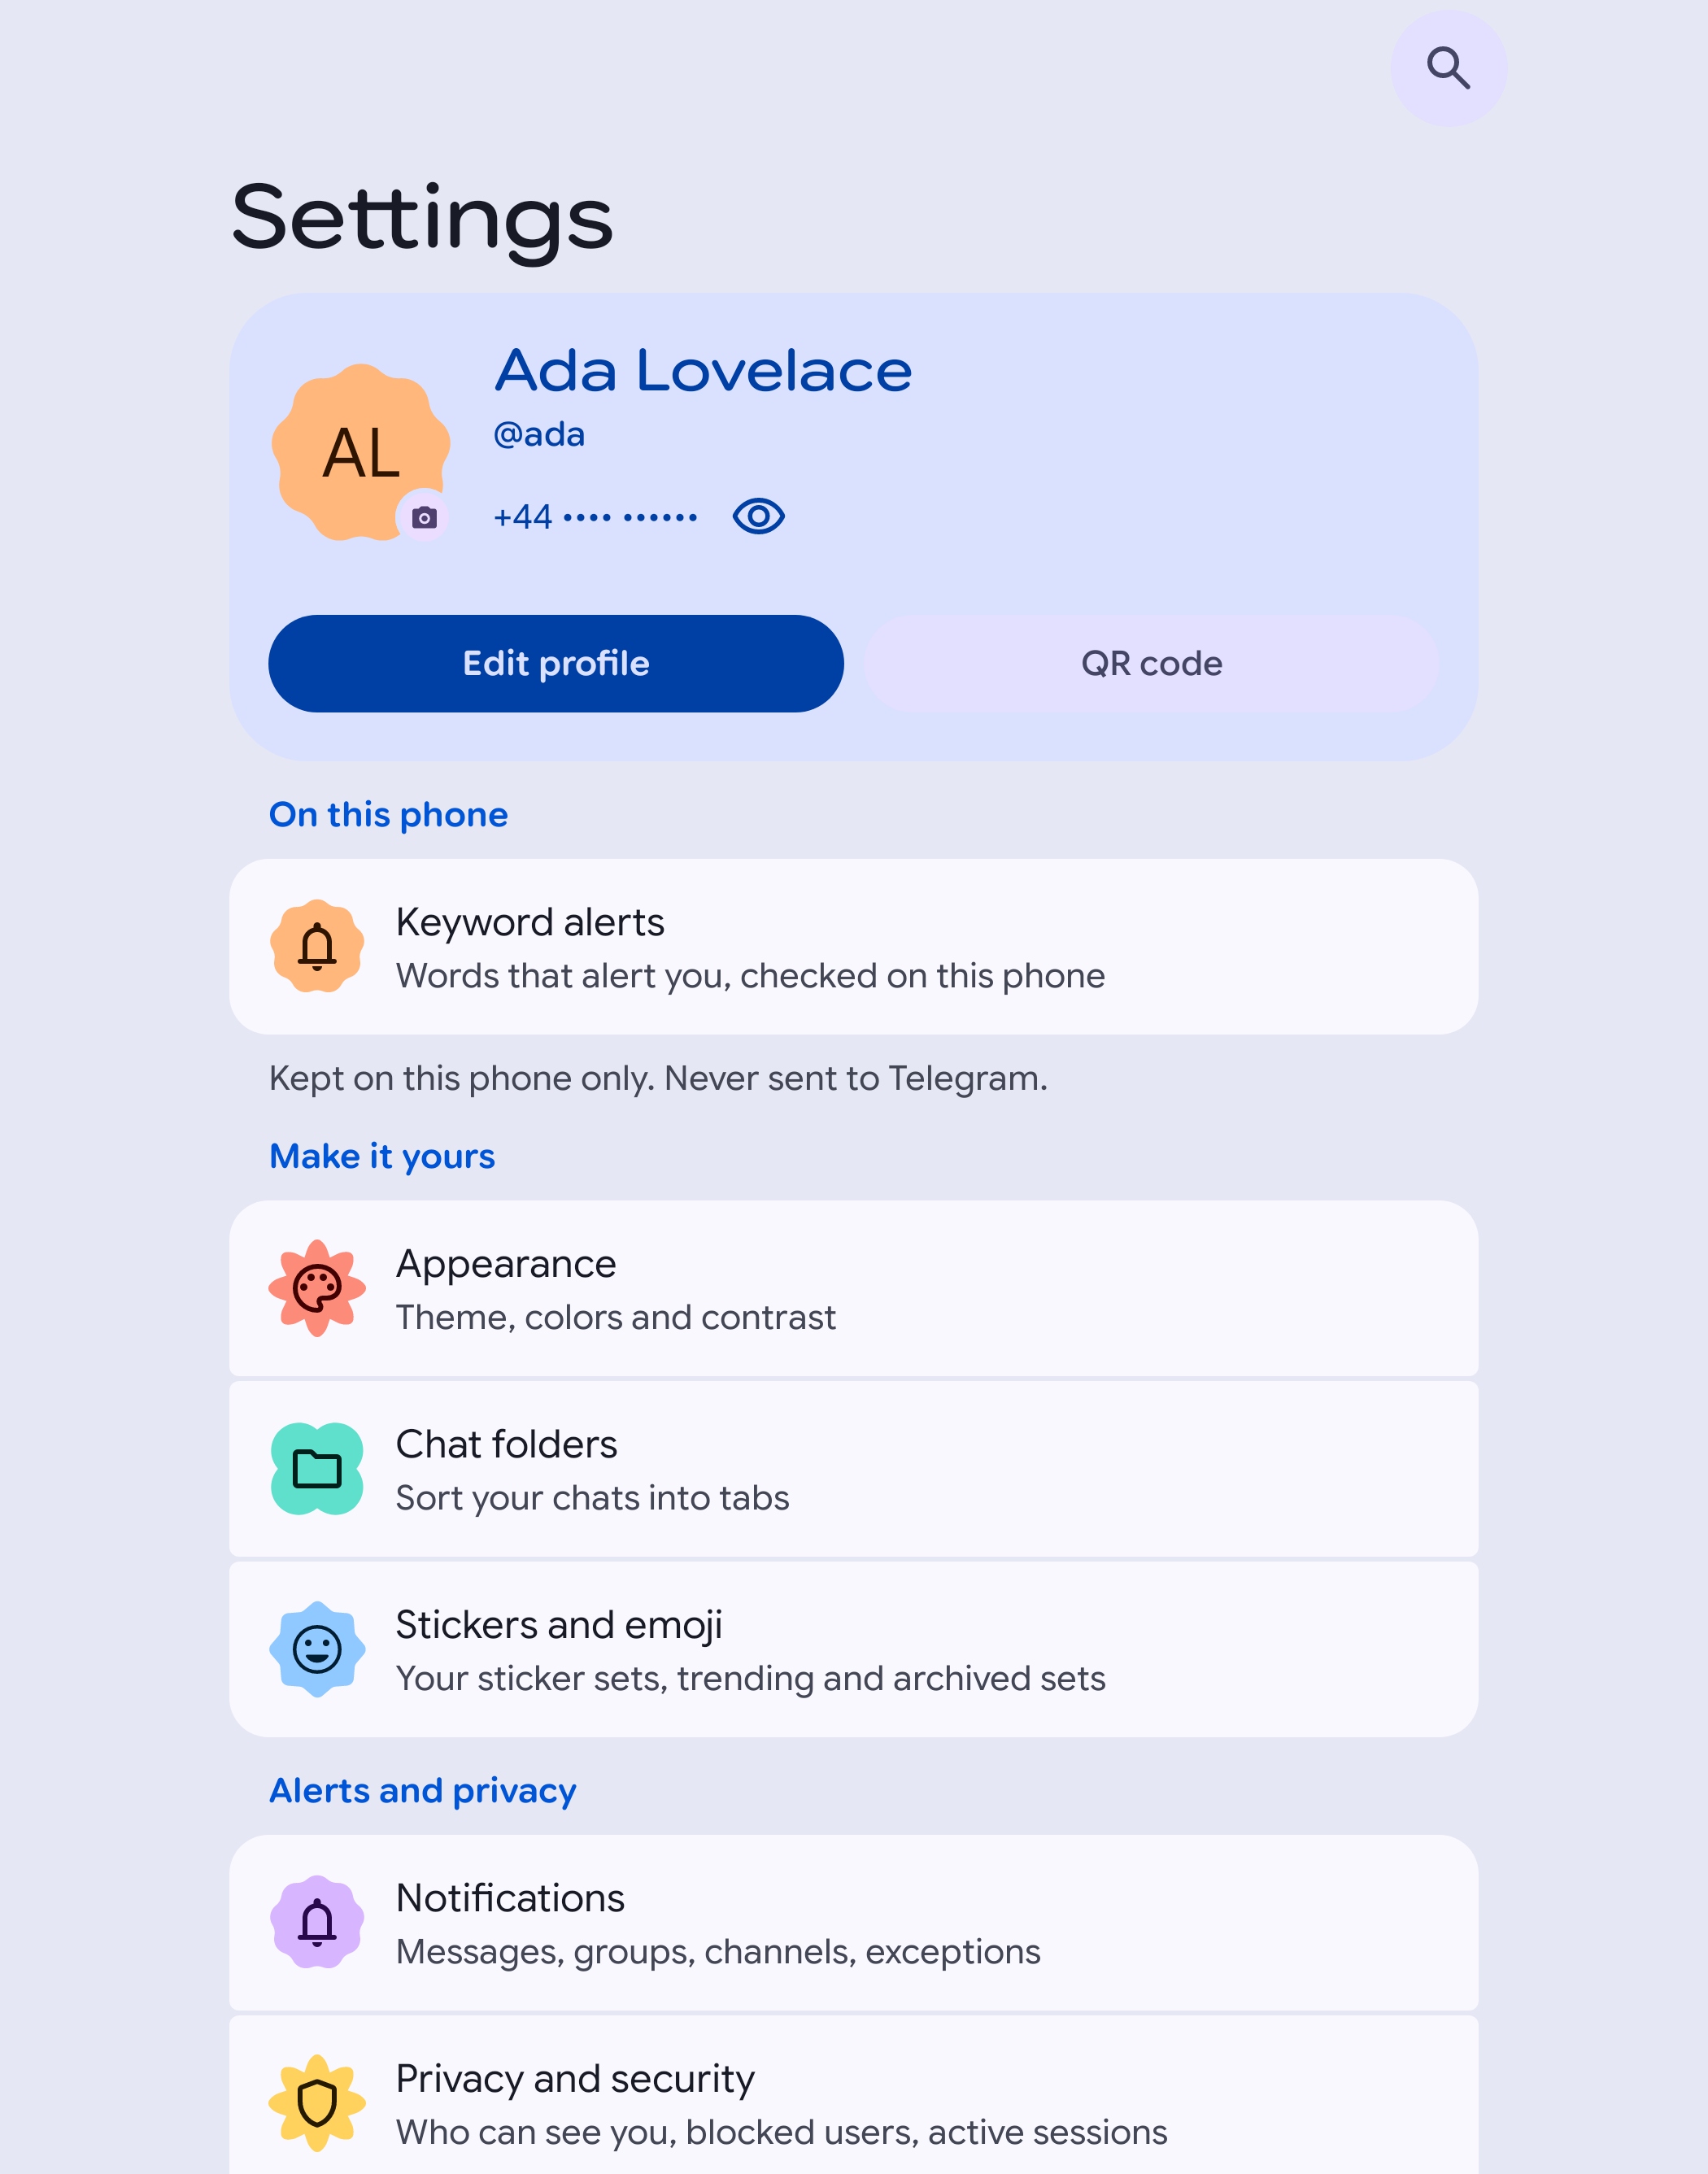 Settings
AL
Ada Lovelace
@ada
+44 •••• ••••••
Edit profile
QR code
On this phone
Keyword alerts
Words that alert you, checked on this phone
Kept on this phone only. Never sent to Telegram.
Make it yours
Appearance
Theme, colors and contrast
Chat folders
Sort your chats into tabs
Stickers and emoji
Your sticker sets, trending and archived sets
Alerts and privacy
Notifications
Messages, groups, channels, exceptions
Privacy and security
Who can see you, blocked users, active sessions